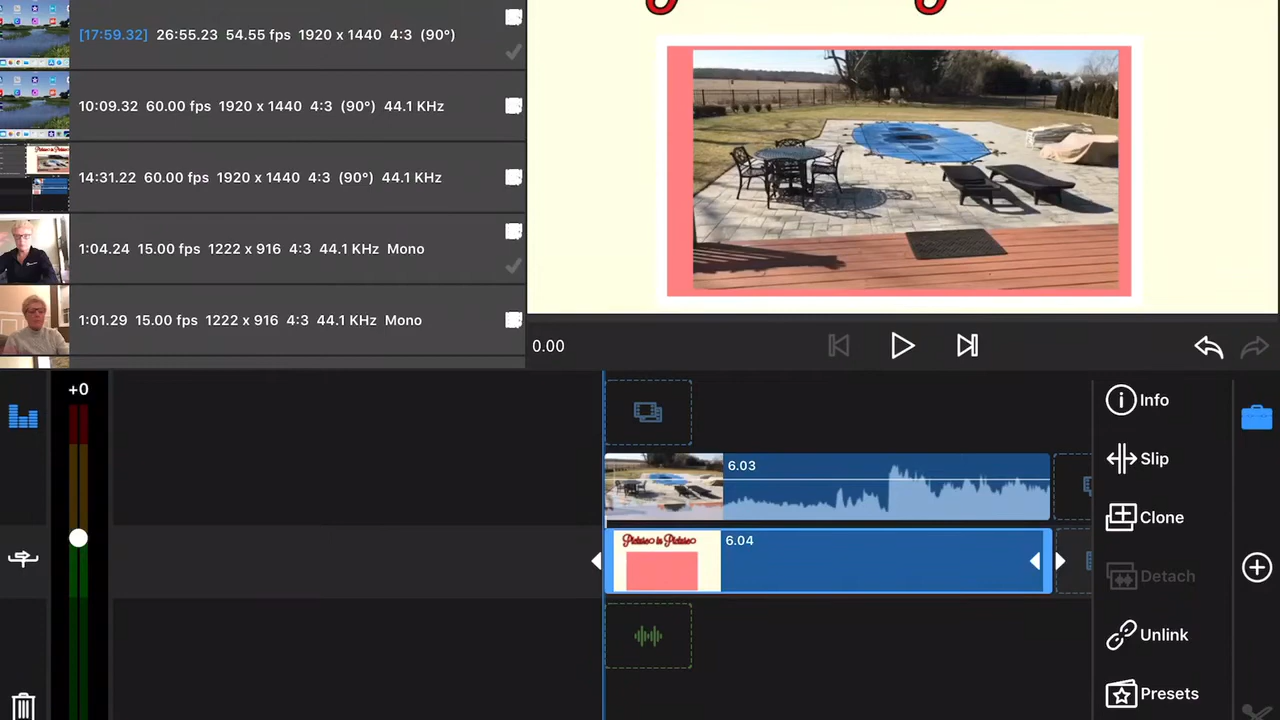 [17:59.32] 26:55.23 54.55 fps 1920 x 1440 4:3 (90°)
10:09.32 60.00 fps 1920 x 1440 4:3 (90°) 44.1 KHz
14:31.22 60.00 fps 1920 x 1440 4:3 (90°) 44.1 KHz
1:04.24 15.00 fps 1222 x 916 4:3 44.1 KHz Mono
1:01.29 15.00 fps 1222 x 916 4:3 44.1 KHz Mono
0.00
+0
Info
6.03
Slip
Clone
6.04
Picture in Picture
Detach
Unlink
Presets